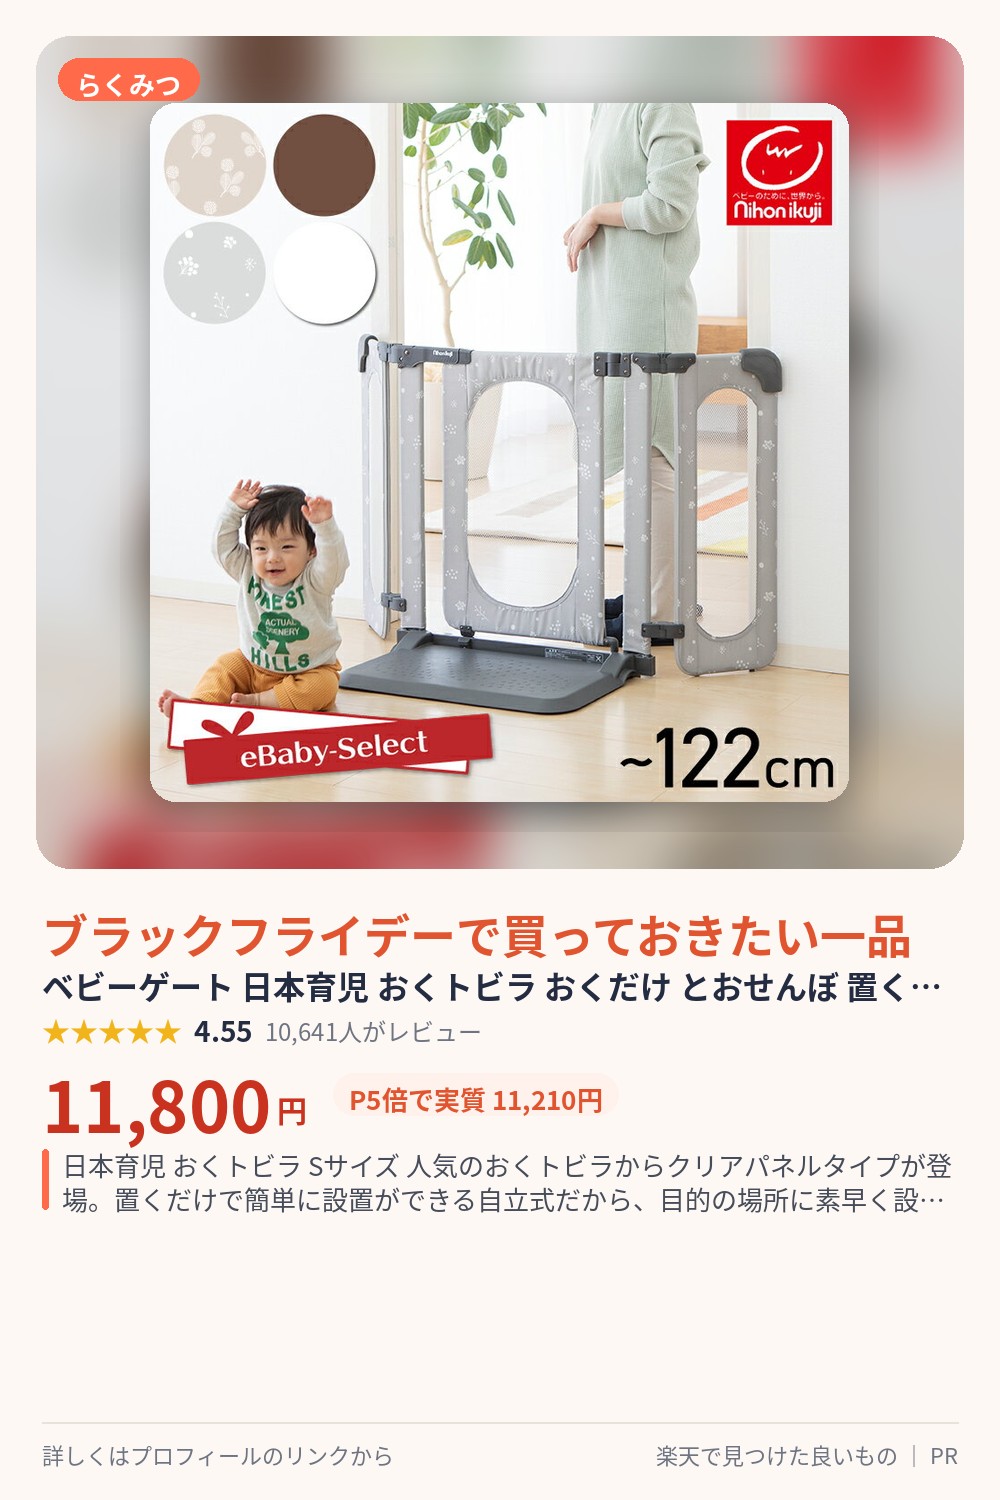 らくみつ
ベビーのために、世界から。
Nihon ikuji
Nihon ikuji
FOREST
ACTUAL
SCENERY
HILLS
eBaby-Select
~122cm
ブラックフライデーで買っておきたい一品
ベビーゲート 日本育児 おくトビラ おくだけ とおせんぼ 置く…
★★★★★ 4.55 10,641人がレビュー
11,800円 P5倍で実質 11,210円
日本育児 おくトビラ Sサイズ 人気のおくトビラからクリアパネルタイプが登
場。置くだけで簡単に設置ができる自立式だから、目的の場所に素早く設…
詳しくはプロフィールのリンクから
楽天で見つけた良いもの | PR